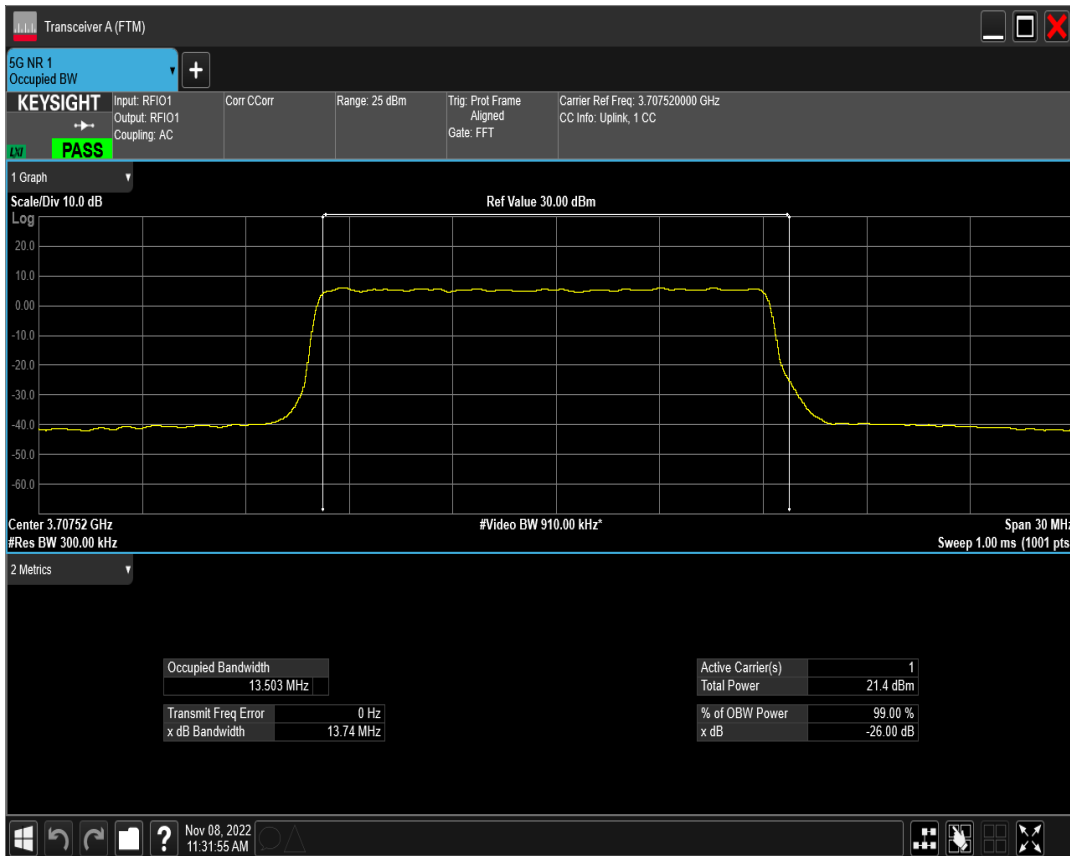 Transceiver A (FTM)
5G NR 1
Occupied BW
+
KEYSIGHT
LXI
PASS
Input: RFIO1
Output: RFIO1
Coupling: AC
Corr CCorr
Range: 25 dBm
Trig: Prot Frame
Aligned
Gate: FFT
Carrier Ref Freq: 3.707520000 GHz
CC Info: Uplink, 1 CC
1 Graph
Scale/Div 10.0 dB
Ref Value 30.00 dBm
Log
20.0
10.0
0.00
-10.0
-20.0
-30.0
-40.0
-50.0
-60.0
Center 3.70752 GHz
#Video BW 910.00 kHz*
Span 30 MHz
#Res BW 300.00 kHz
Sweep 1.00 ms (1001 pts
2 Metrics
Occupied Bandwidth
13.503 MHz
Transmit Freq Error 0 Hz
x dB Bandwidth 13.74 MHz
Active Carrier(s) 1
Total Power 21.4 dBm
% of OBW Power 99.00 %
x dB -26.00 dB
?
Nov 08, 2022
11:31:55 AM